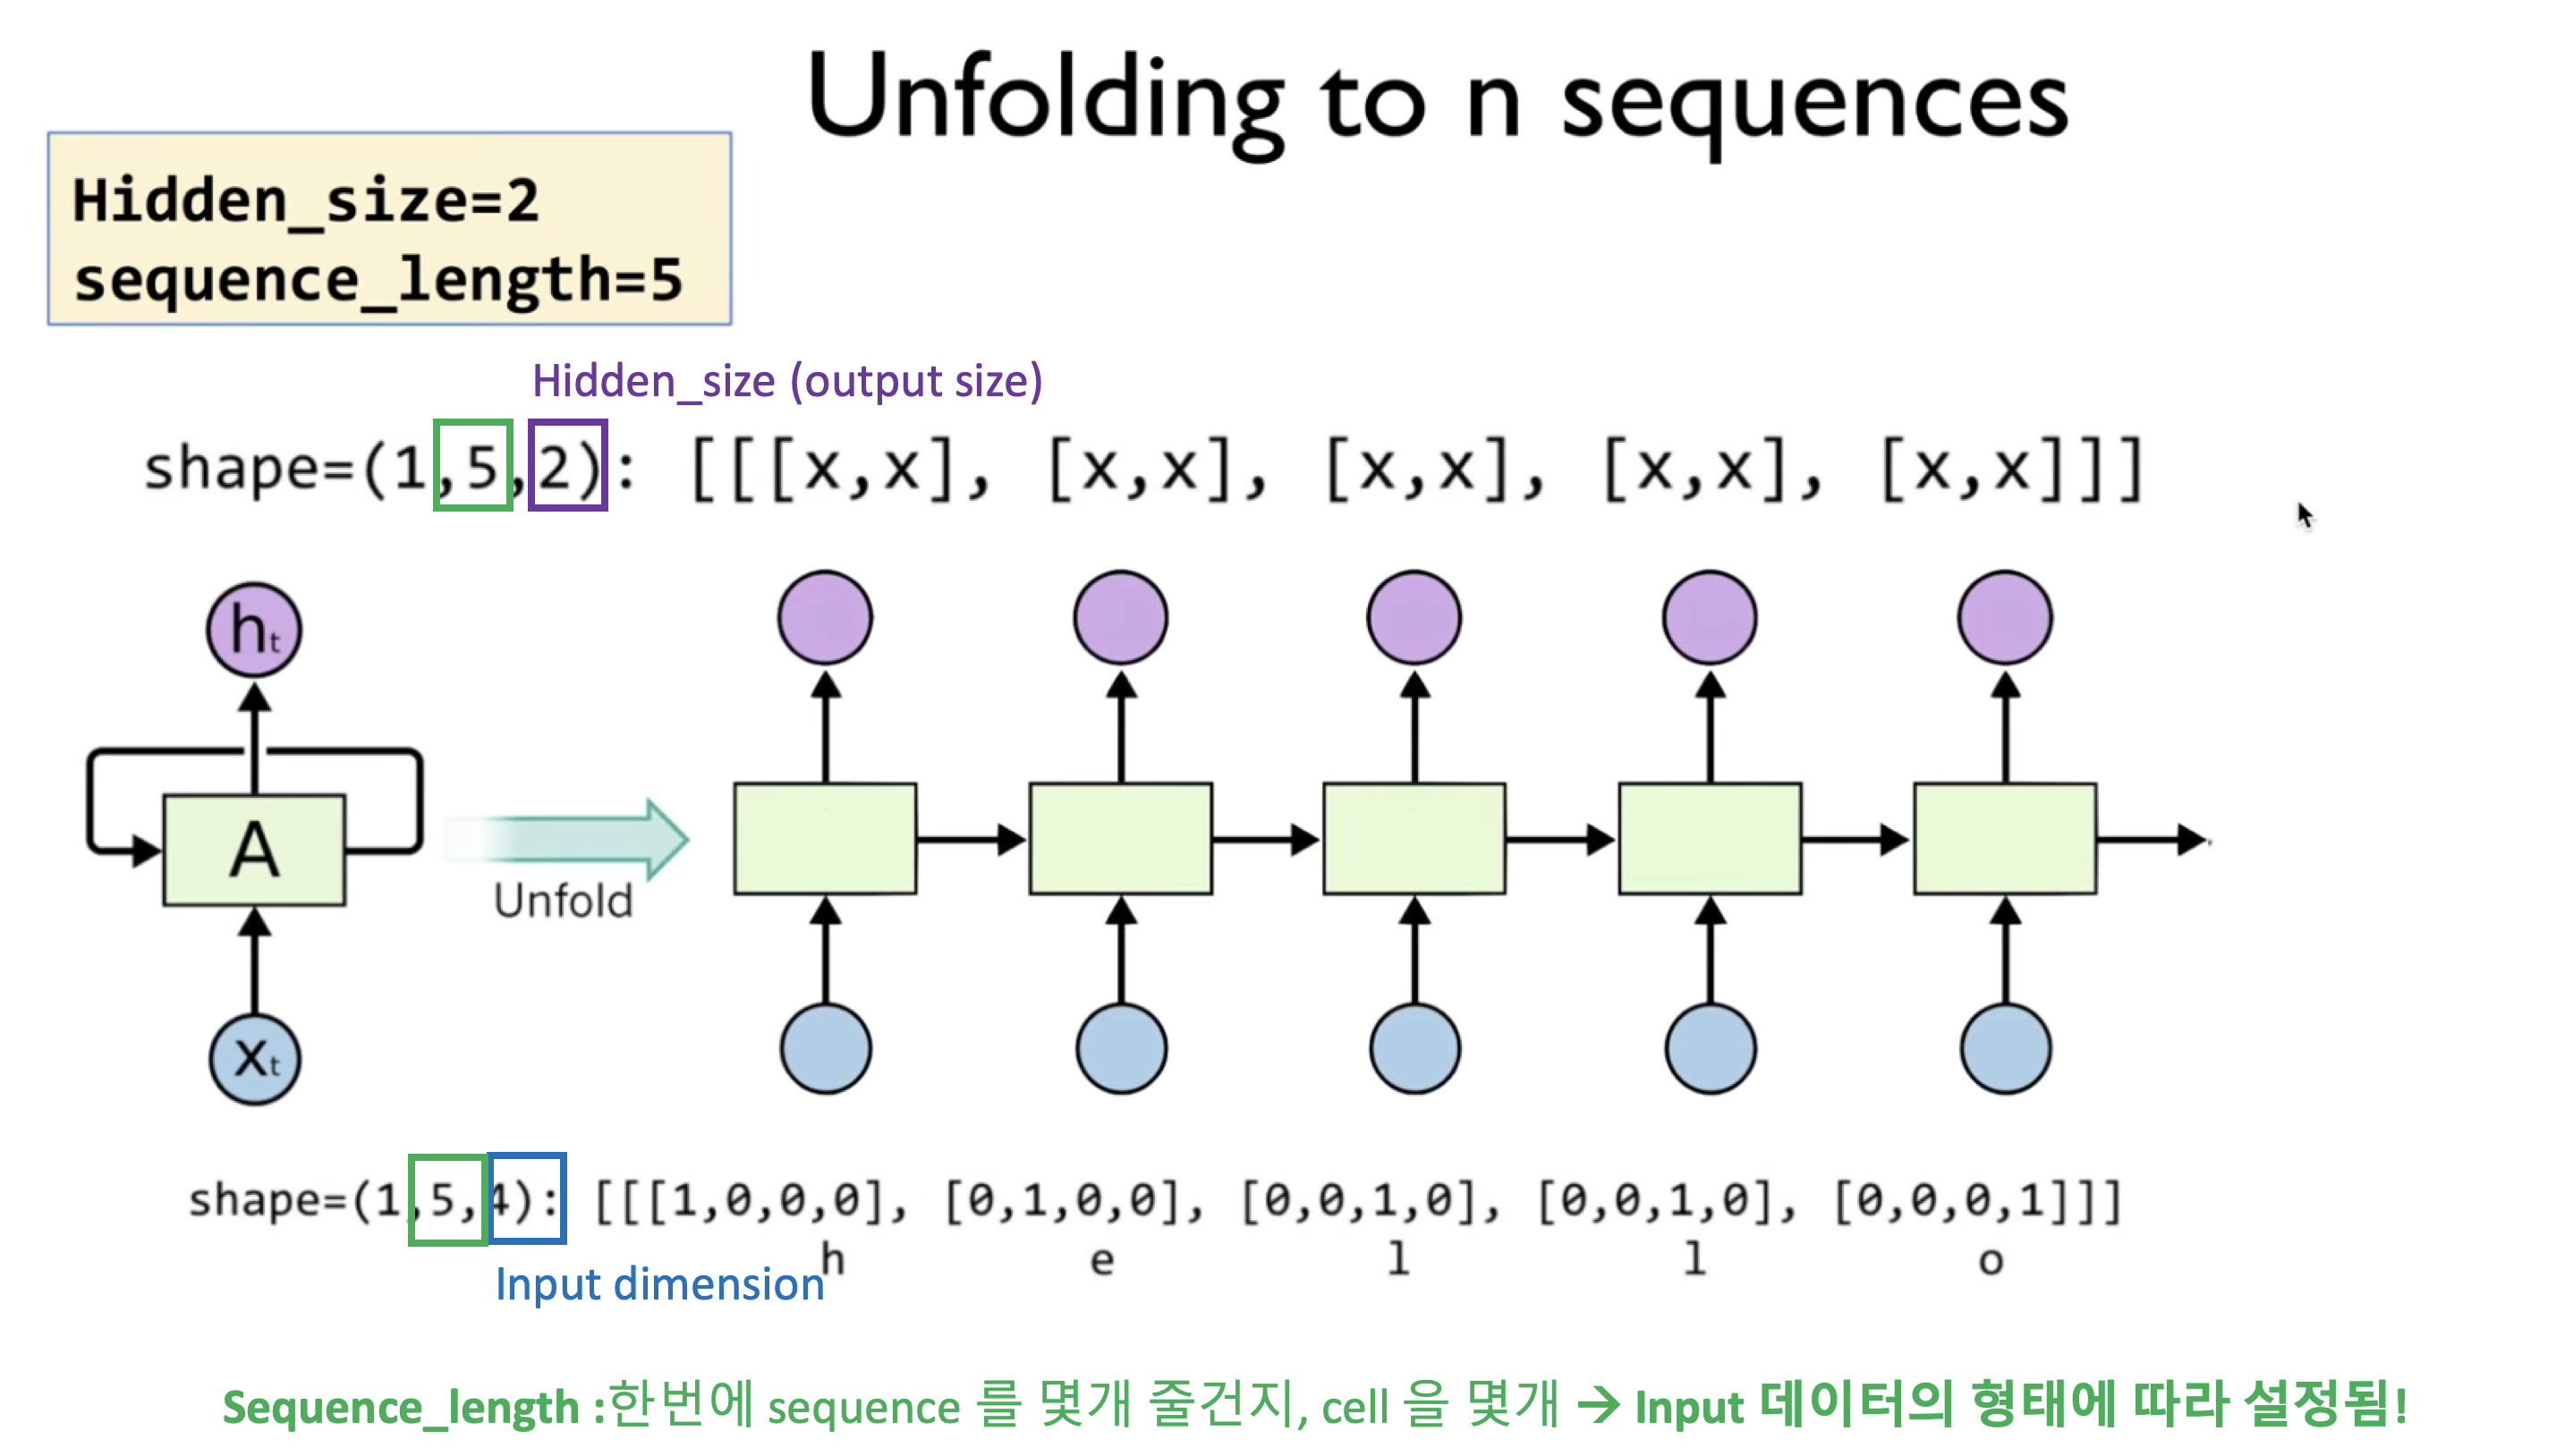 Unfolding to n sequences
Hidden_size=2
sequence_length=5
Hidden_size (output size)
shape=(1,5,2): [[[x,x], [x,x], [x,x], [x,x], [x,x]]]
ht
A
Unfold
xt
shape=(1,5,4): [[[1,0,0,0], [0,1,0,0], [0,0,1,0], [0,0,1,0], [0,0,0,1]]]
h e l l o
Input dimension
Sequence_length :한번에 sequence 를 몇개 줄건지, cell 을 몇개 → Input 데이터의 형태에 따라 설정됨!